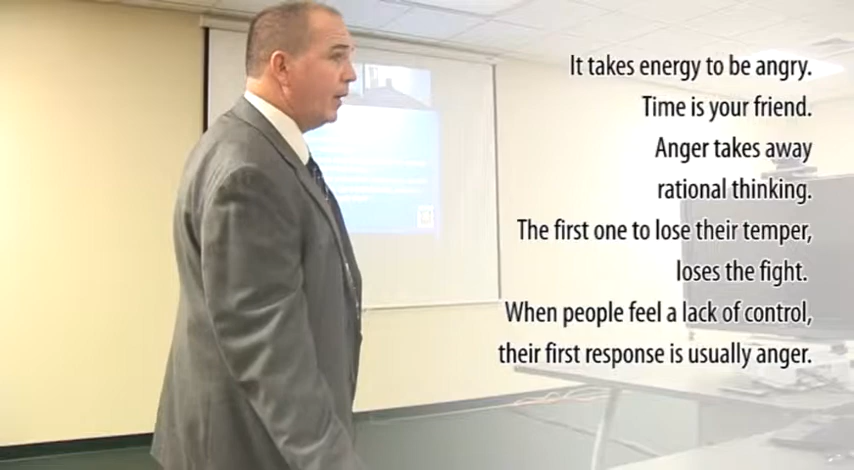 It takes energy to be angry.
Time is your friend.
Anger takes away
rational thinking.
The first one to lose their temper,
loses the fight.
When people feel a lack of control,
their first response is usually anger.